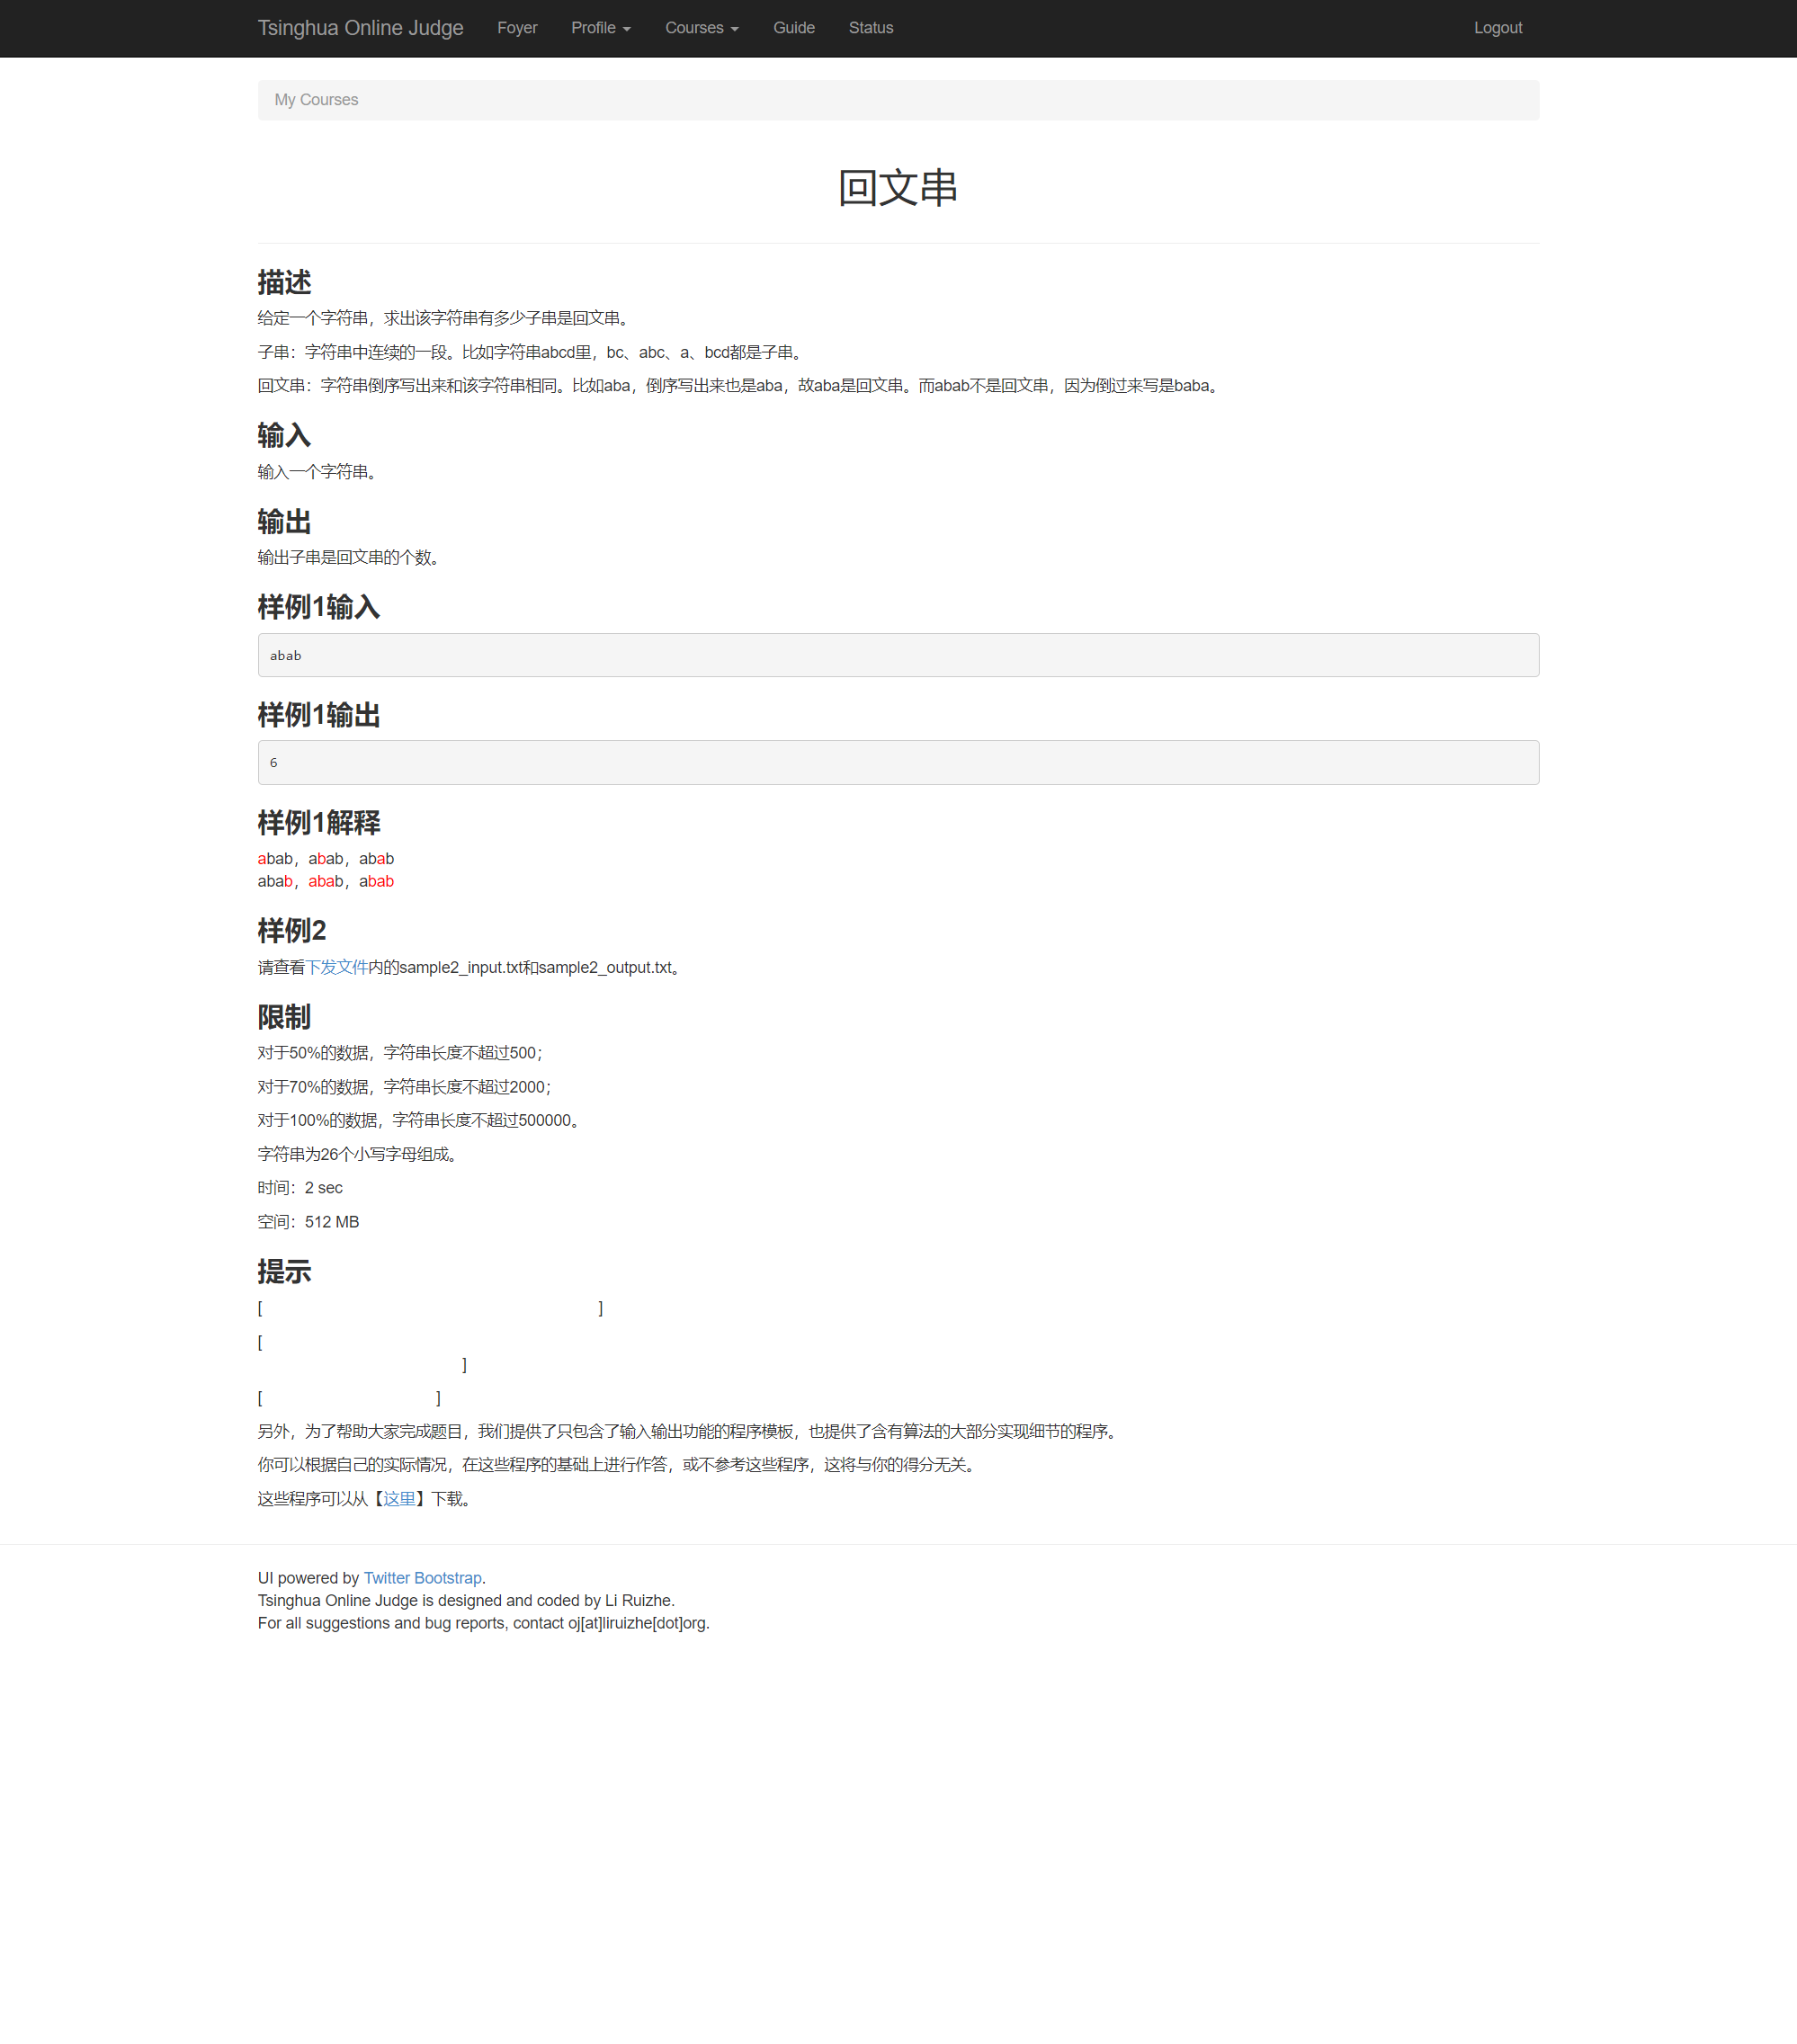 Tsinghua Online Judge Foyer Profile Courses Guide Status Logout
My Courses
回文串
描述
给定一个字符串，求出该字符串有多少子串是回文串。
子串：字符串中连续的一段。比如字符串abcd里，bc、abc、a、bcd都是子串。
回文串：字符串倒序写出来和该字符串相同。比如aba，倒序写出来也是aba，故aba是回文串。而abab不是回文串，因为倒过来写是baba。
输入
输入一个字符串。
输出
输出子串是回文串的个数。
样例1输入
abab
样例1输出
6
样例1解释
abab，abab，abab
abab，abab，abab
样例2
请查看下发文件内的sample2_input.txt和sample2_output.txt。
限制
对于50%的数据，字符串长度不超过500；
对于70%的数据，字符串长度不超过2000；
对于100%的数据，字符串长度不超过500000。
字符串为26个小写字母组成。
时间：2 sec
空间：512 MB
提示
[ ]
[
]
[ ]
另外，为了帮助大家完成题目，我们提供了只包含了输入输出功能的程序模板，也提供了含有算法的大部分实现细节的程序。
你可以根据自己的实际情况，在这些程序的基础上进行作答，或不参考这些程序，这将与你的得分无关。
这些程序可以从【这里】下载。
UI powered by Twitter Bootstrap.
Tsinghua Online Judge is designed and coded by Li Ruizhe.
For all suggestions and bug reports, contact oj[at]liruizhe[dot]org.